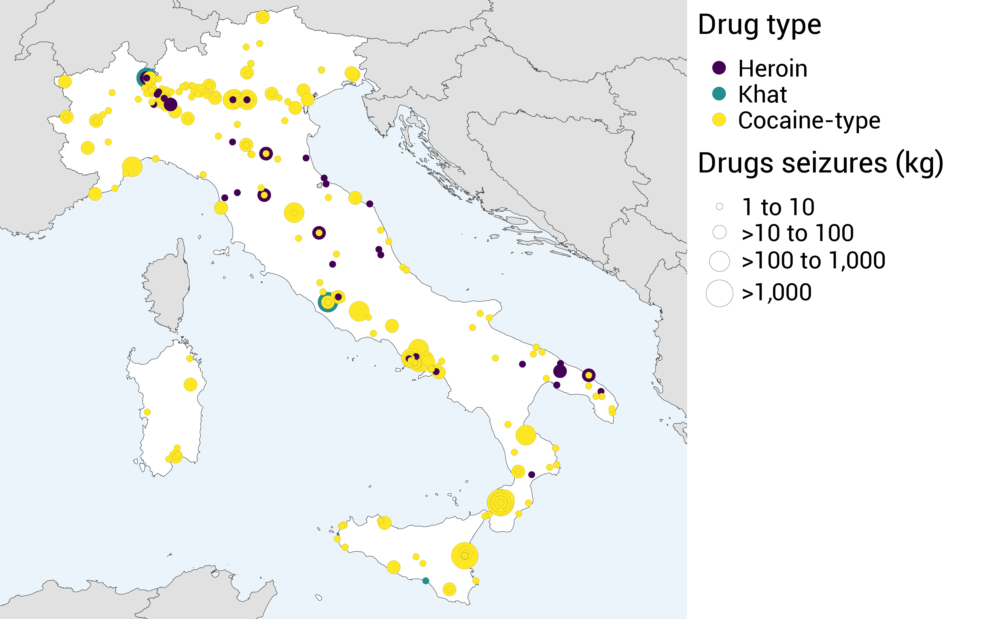 Drug type
Heroin
Khat
Cocaine-type
Drugs seizures (kg)
1 to 10
>10 to 100
>100 to 1,000
>1,000